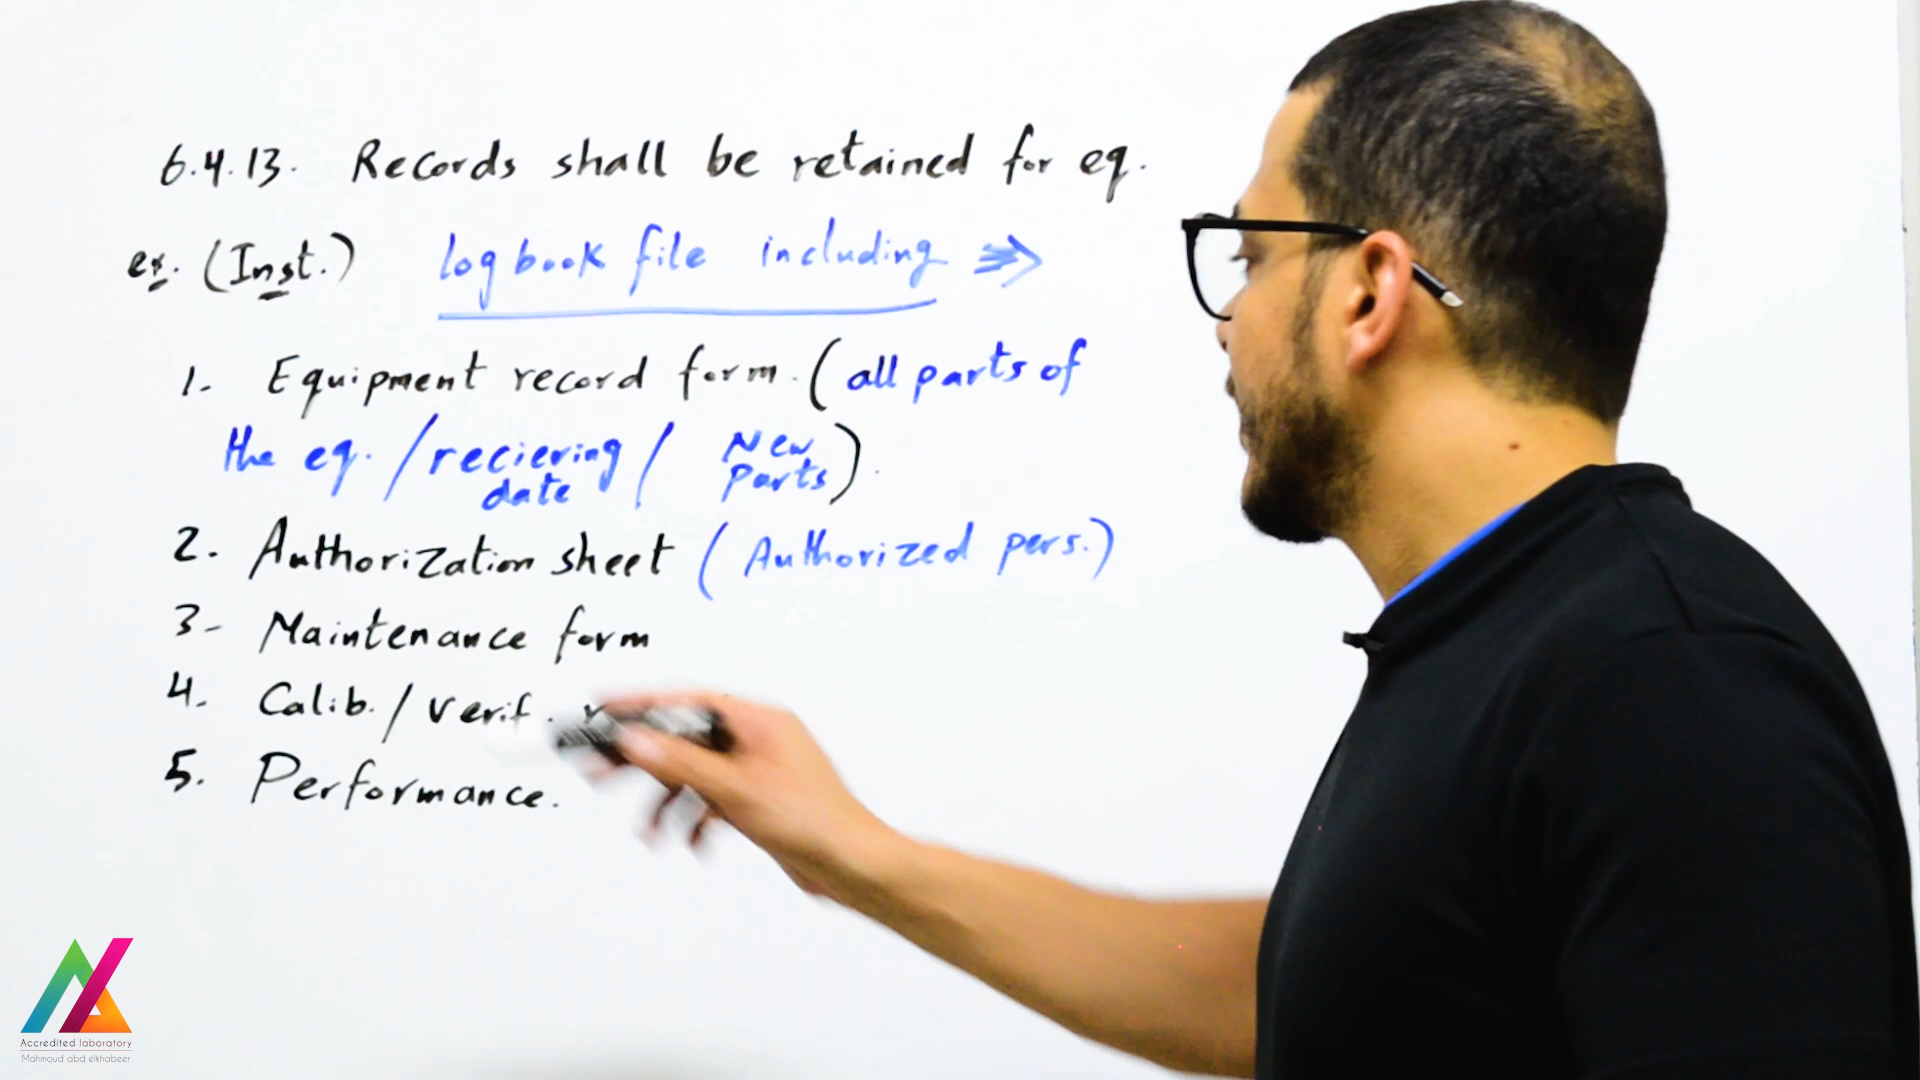 6.4.13. Records shall be retained for eq.
ex. (Inst.) log book file including
1- Equipment record form. (all parts of
the eq. / reciering date / New Parts).
2. Authorization sheet (Authorized pers.)
3- Maintenance form
4. Calib. / Verif.
5. Performance.
Accredited laboratory
Mahmoud abd elkhabeer